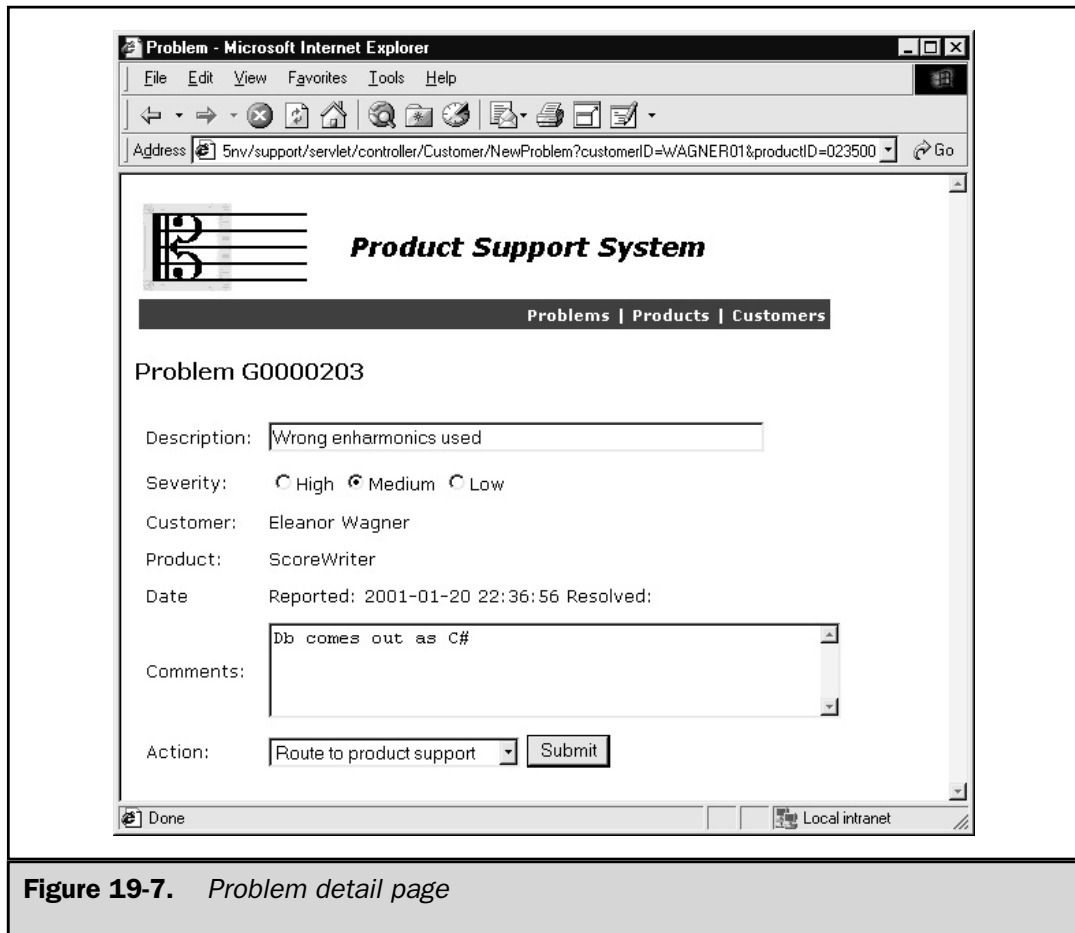 Problem - Microsoft Internet Explorer
File Edit View Favorites Tools Help
Address 5nv/support/servlet/controller/Customer/NewProblem?customerID=WAGNER01&productID=023500 Go
Product Support System
Problems | Products | Customers
Problem G0000203
Description: Wrong enharmonics used
Severity: High Medium Low
Customer: Eleanor Wagner
Product: ScoreWriter
Date Reported: 2001-01-20 22:36:56 Resolved:
Comments: Db comes out as C#
Action: Route to product support Submit
Done Local intranet
Figure 19-7. Problem detail page